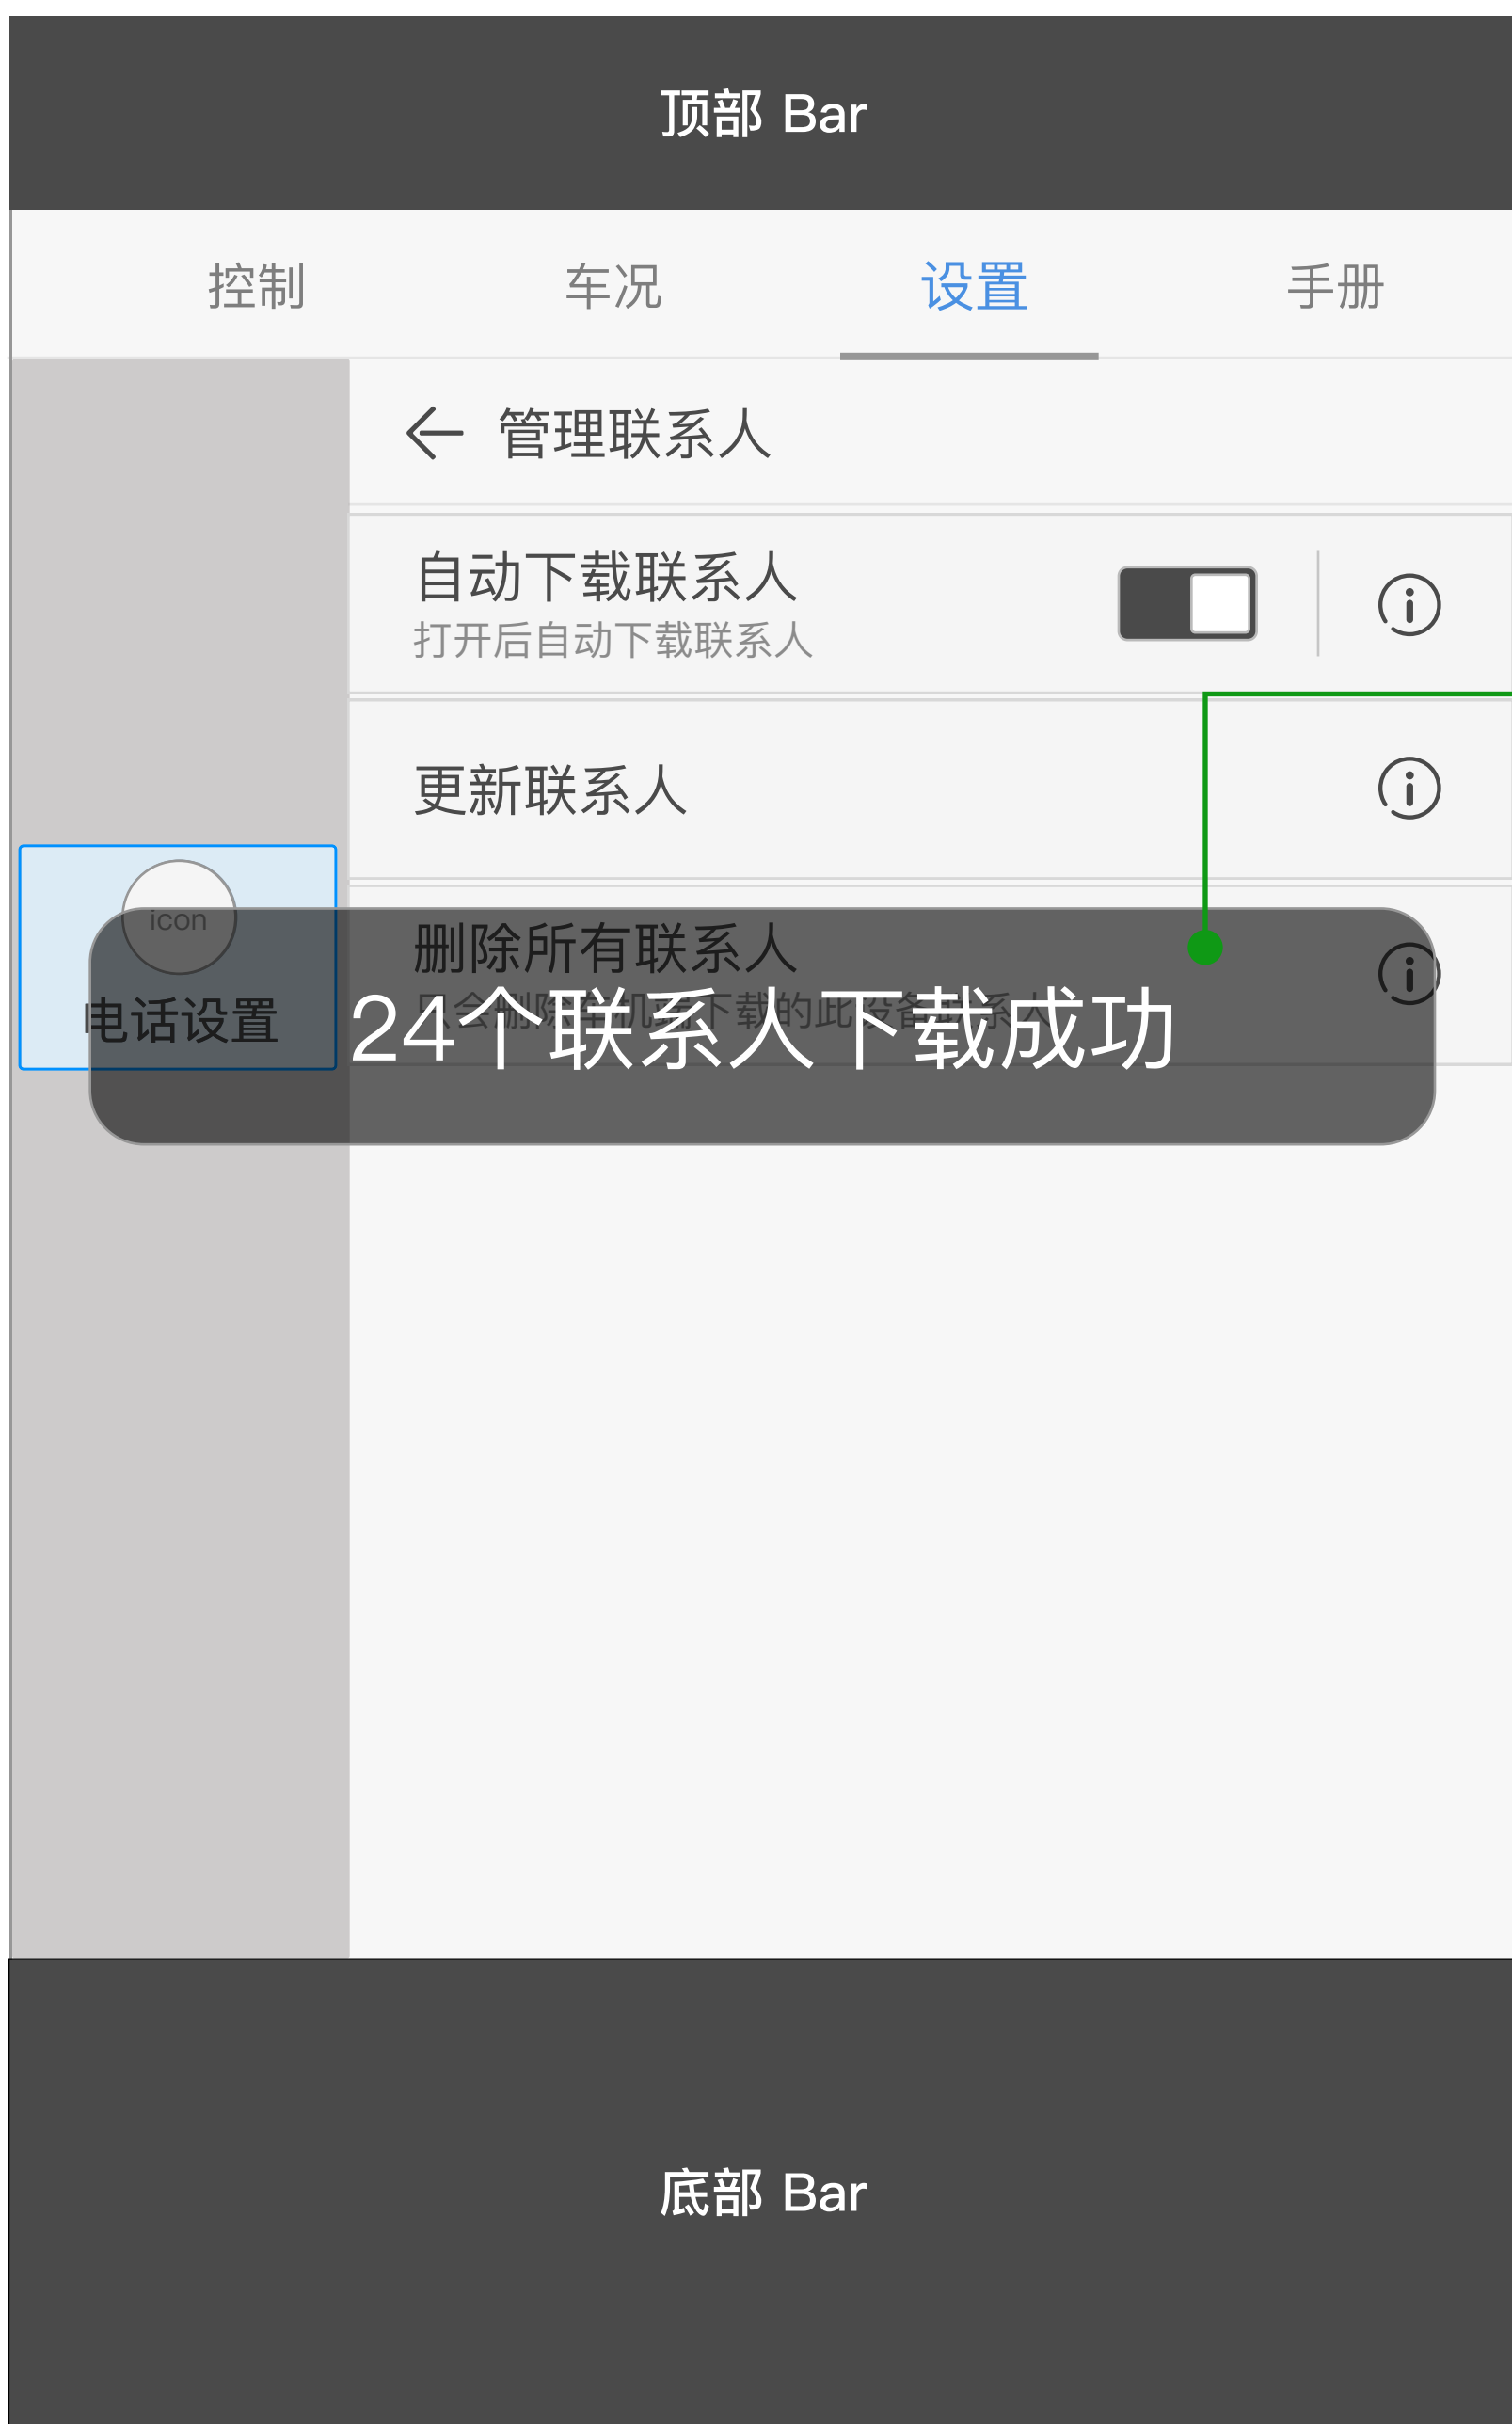 顶部 Bar
控制
车况
设置
手册
管理联系人
自动下载联系人
打开后自动下载联系人
更新联系人
icon
电话设置
删除所有联系人
24个联系人下载成功
底部 Bar